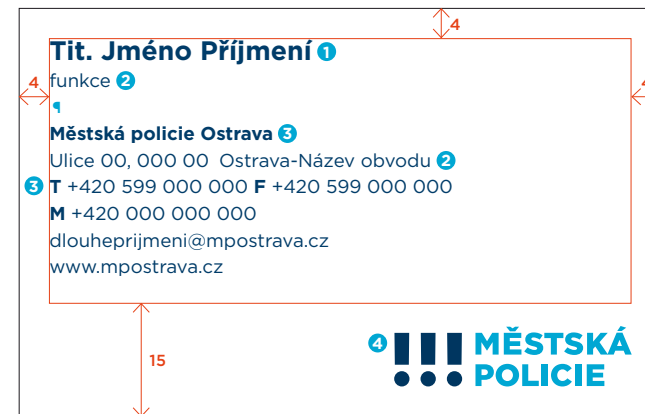 4
Tit. Jméno Příjmení 1
4 funkce 2 4
¶
Městská policie Ostrava 3
Ulice 00, 000 00 Ostrava-Název obvodu 2
3 T +420 599 000 000 F +420 599 000 000
M +420 000 000 000
dlouheprijmeni@mpostrava.cz
www.mpostrava.cz
15
4 !!! MĚSTSKÁ
POLICIE